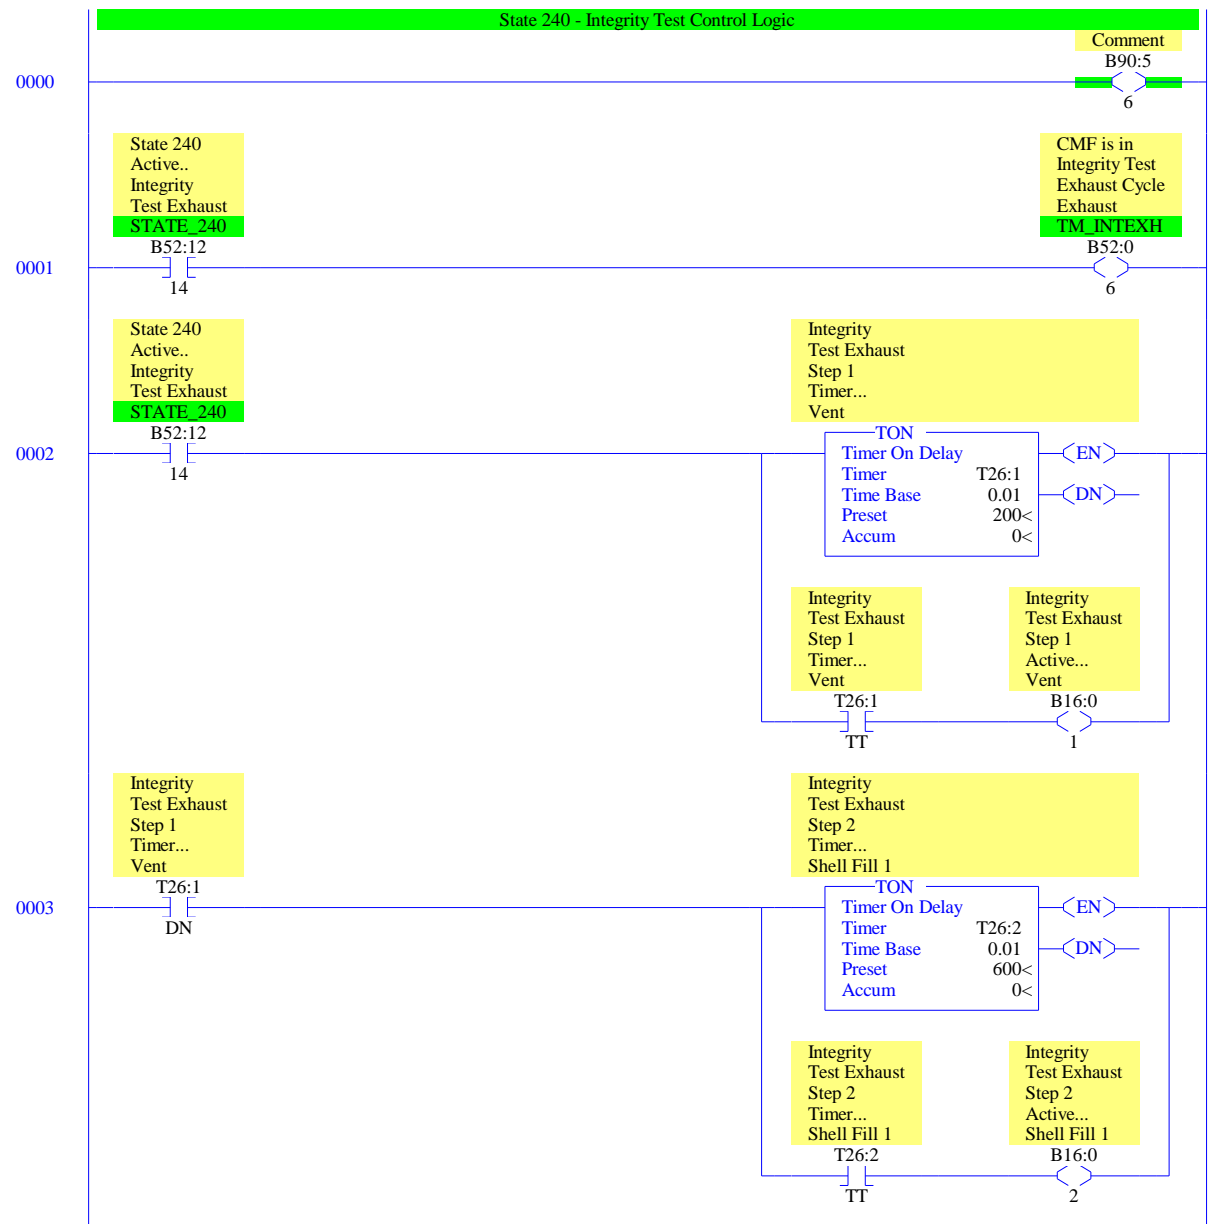 State 240 - Integrity Test Control Logic
Comment
B90:5
0000
6
State 240
Active..
Integrity
Test Exhaust
STATE_240
B52:12
14
CMF is in
Integrity Test
Exhaust Cycle
Exhaust
TM_INTEXH
B52:0
6
0001
State 240
Active..
Integrity
Test Exhaust
STATE_240
B52:12
14
0002
Integrity
Test Exhaust
Step 1
Timer...
Vent
TON
Timer On Delay
Timer T26:1
Time Base 0.01
Preset 200<
Accum 0<
EN
DN
Integrity
Test Exhaust
Step 1
Timer...
Vent
T26:1
TT
Integrity
Test Exhaust
Step 1
Active...
Vent
B16:0
1
Integrity
Test Exhaust
Step 1
Timer...
Vent
T26:1
DN
0003
Integrity
Test Exhaust
Step 2
Timer...
Shell Fill 1
TON
Timer On Delay
Timer T26:2
Time Base 0.01
Preset 600<
Accum 0<
EN
DN
Integrity
Test Exhaust
Step 2
Timer...
Shell Fill 1
T26:2
TT
Integrity
Test Exhaust
Step 2
Active...
Shell Fill 1
B16:0
2